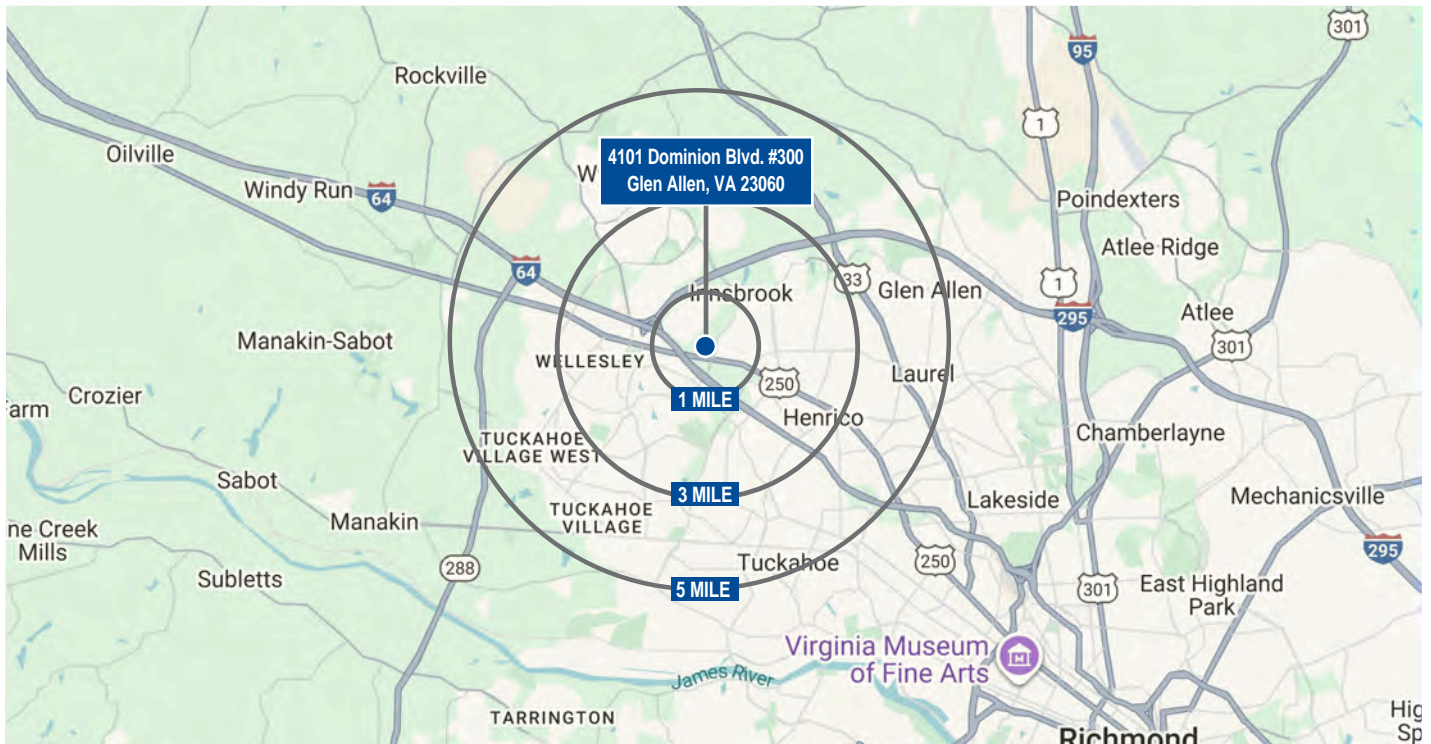 301
95
Rockville
1
Oilville
4101 Dominion Blvd. #300
Glen Allen, VA 23060
W
Windy Run
64
Poindexters
Atlee Ridge
64
33
1
Innsbrook
Glen Allen
295
Atlee
301
Manakin-Sabot
WELLESLEY
250
Laurel
Crozier
1 MILE
arm
Henrico
Chamberlayne
TUCKAHOE
VILLAGE WEST
Sabot
3 MILE
Lakeside
Mechanicsville
TUCKAHOE
VILLAGE
Manakin
ne Creek
Mills
295
288
Tuckahoe
250
Subletts
5 MILE
301
East Highland
Park
Virginia Museum
of Fine Arts
James River
TARRINGTON
Richmond
Hig
Sp